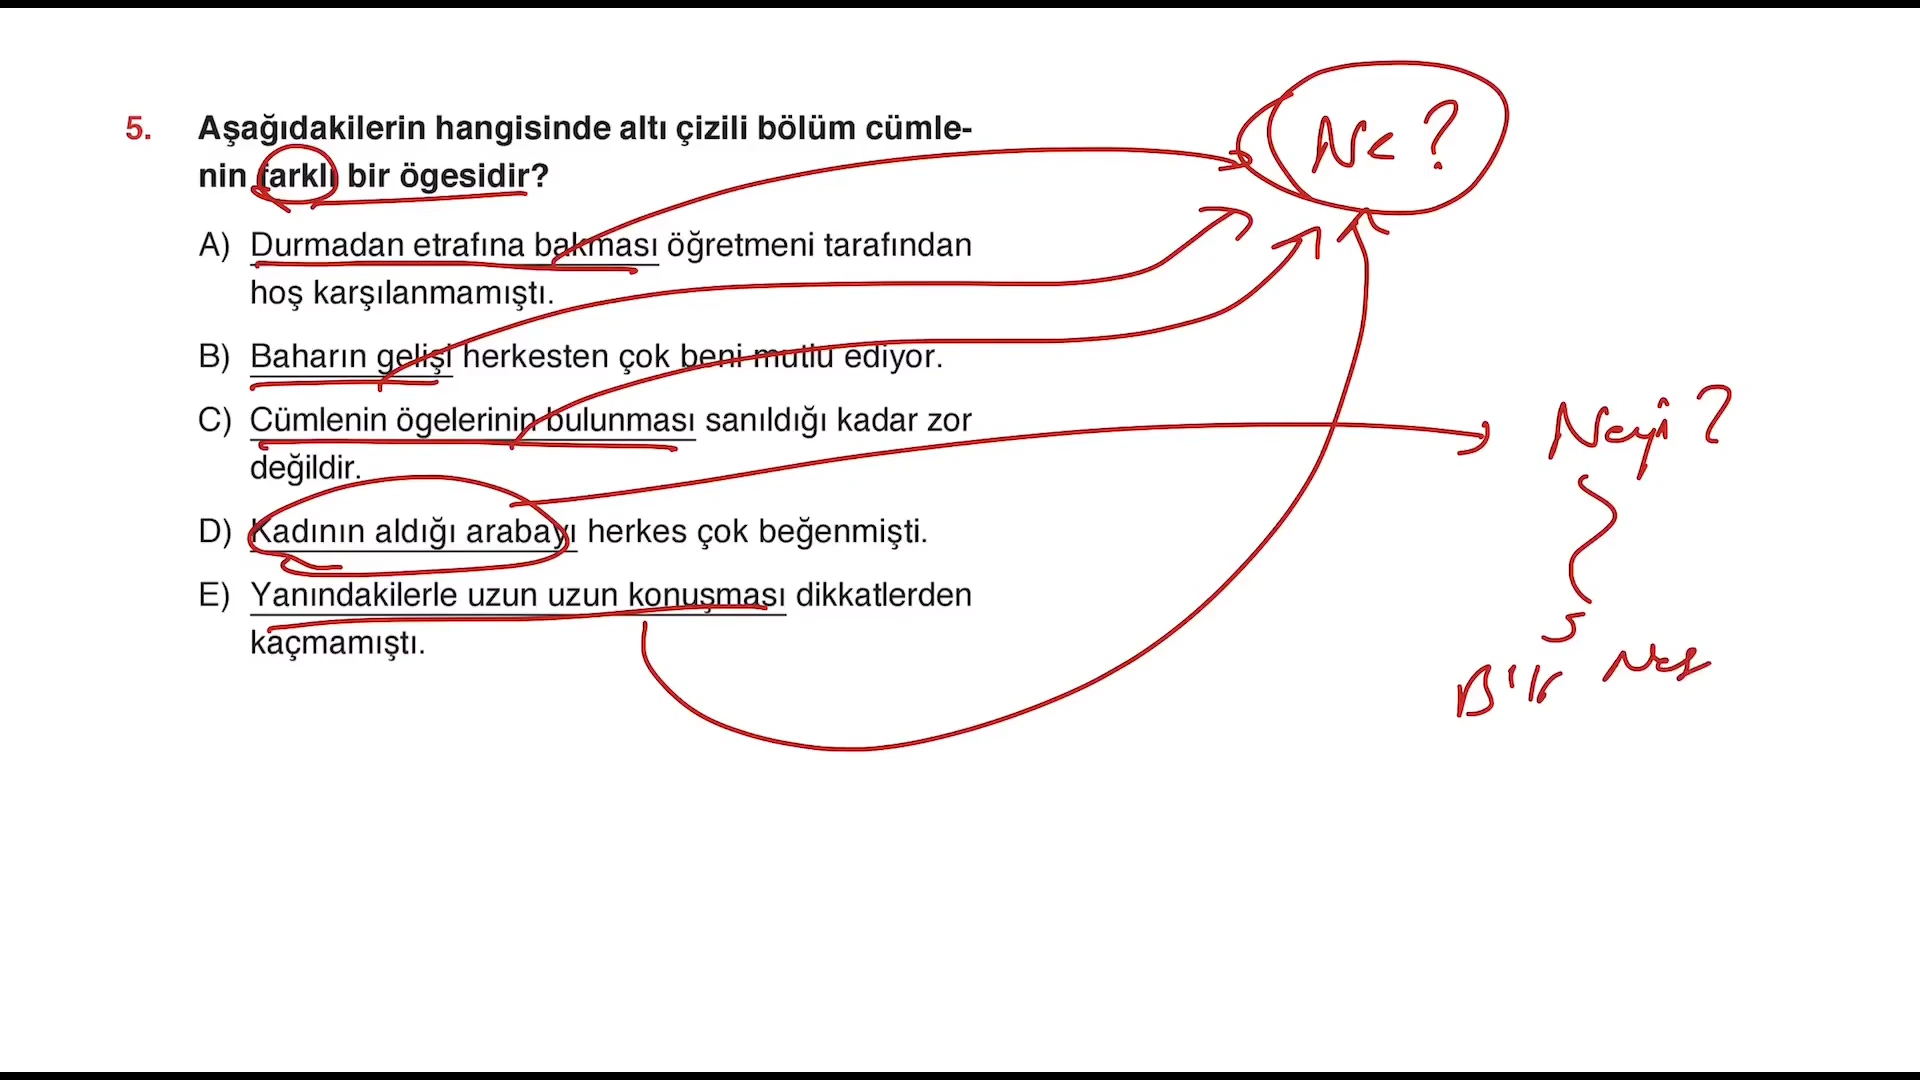 5. Aşağıdakilerin hangisinde altı çizili bölüm cümle-
nin farklı bir ögesidir?
A) Durmadan etrafına bakması öğretmeni tarafından
hoş karşılanmamıştı.
B) Baharın gelişi herkesten çok beni mutlu ediyor.
C) Cümlenin ögelerinin bulunması sanıldığı kadar zor
değildir.
D) Kadının aldığı arabayı herkes çok beğenmişti.
E) Yanındakilerle uzun uzun konuşması dikkatlerden
kaçmamıştı.
Ne ?
Neyi ?
Blr Nes